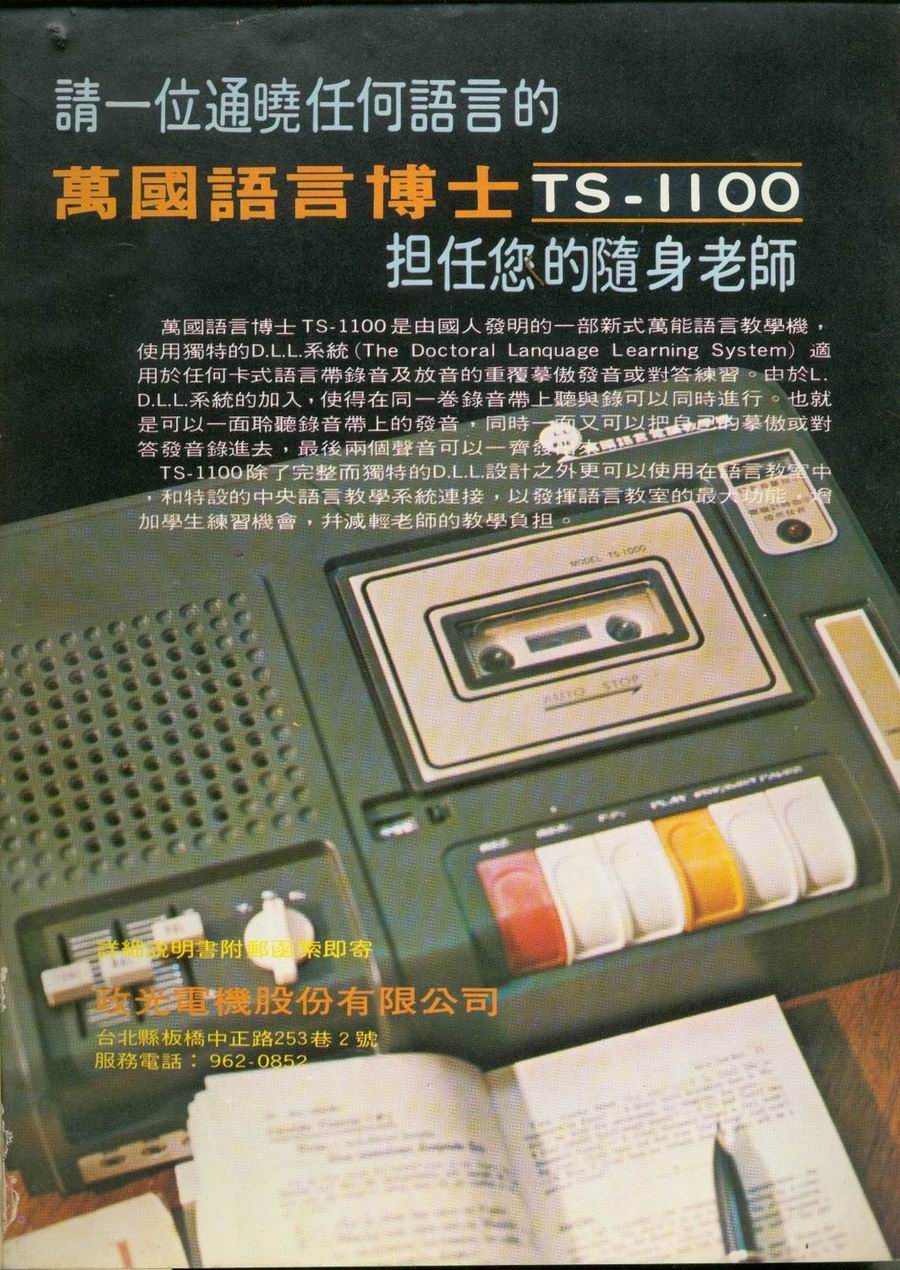 請一位通曉任何語言的
萬國語言博士TS-1100
担任您的隨身老師
萬國語言博士TS-1100是由國人發明的一部新式萬能語言教學機，
使用獨特的D.L.L.系統(The Doctoral Lanquage Learning System) 適
用於任何卡式語言帶錄音及放音的重覆摹倣發音或對答練習。由於L.
D.L.L.系統的加入，使得在同一卷錄音帶上聽與錄可以同時進行。也就
是可以一面聆聽錄音帶上的發音，同時一面又可以把自己的摹倣或對
答發音錄進去，最後兩個聲音可以一齊發
TS-1100除了完整而獨特的D.L.L.設計之外更可以使用在語言教室中
，和特設的中央語言教學系統連接，以發揮語言教室的最大功能，增
加學生練習機會，幷減輕老師的教學負担。
MODEL TS-1000
AUTO STOP
詳細說明書附郵函索即寄
政光電機股份有限公司
台北縣板橋中正路253巷2號
服務電話：962-0852